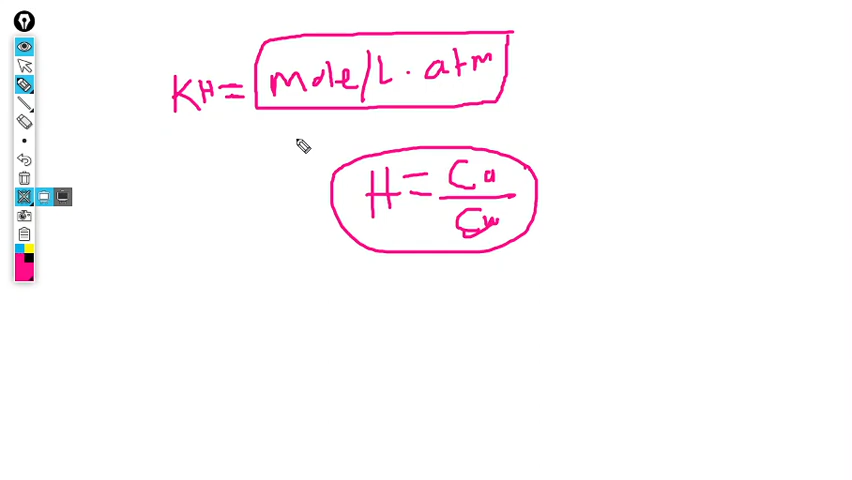 KH = mole/L. atm
H = Ca/Cw